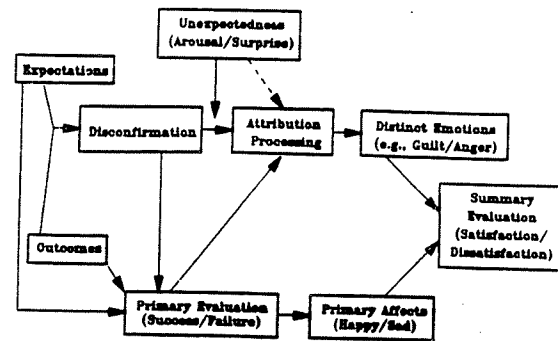 Unexpectedness
(Arousal/Surprise)
Expectations
Disconfirmation
Attribution
Processing
Distinct Emotions
(e.g., Guilt/Anger)
Summary
Evaluation
(Satisfaction/
Dissatisfaction)
Outcomes
Primary Evaluation
(Success/Failure)
Primary Affects
(Happy/Sad)